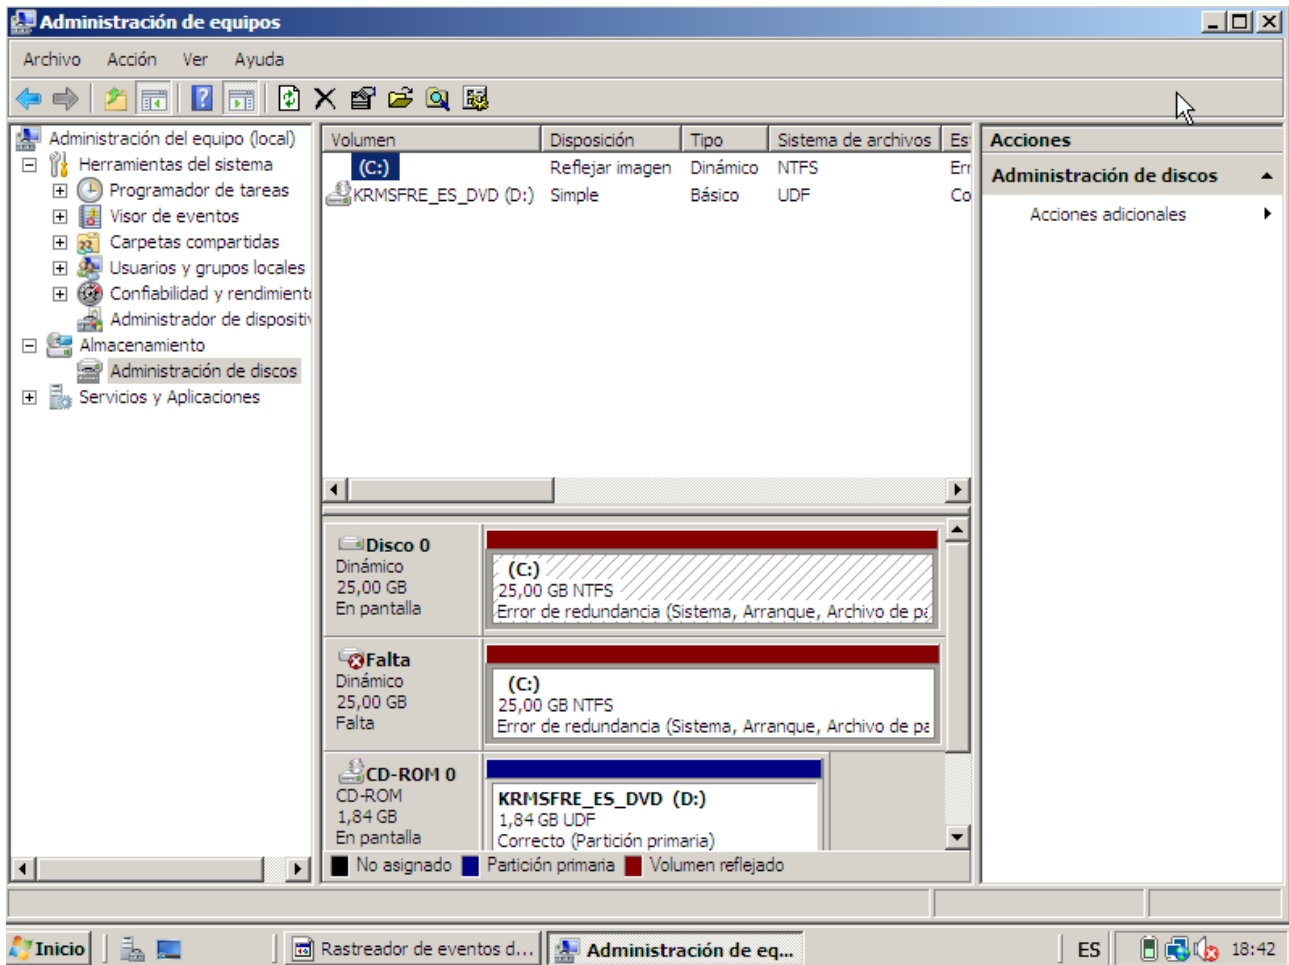 Administración de equipos
Archivo Acción Ver Ayuda
Administración del equipo (local)
Herramientas del sistema
Programador de tareas
Visor de eventos
Carpetas compartidas
Usuarios y grupos locales
Confiabilidad y rendimient
Administrador de dispositiv
Almacenamiento
Administración de discos
Servicios y Aplicaciones
Volumen Disposición Tipo Sistema de archivos Es
(C:) Reflejar imagen Dinámico NTFS Err
KRMSFRE_ES_DVD (D:) Simple Básico UDF Co
Disco 0
Dinámico
25,00 GB
En pantalla
(C:)
25,00 GB NTFS
Error de redundancia (Sistema, Arranque, Archivo de pa
Falta
Dinámico
25,00 GB
Falta
(C:)
25,00 GB NTFS
Error de redundancia (Sistema, Arranque, Archivo de pa
CD-ROM 0
CD-ROM
1,84 GB
En pantalla
KRMSFRE_ES_DVD (D:)
1,84 GB UDF
Correcto (Partición primaria)
No asignado Partición primaria Volumen reflejado
Acciones
Administración de discos
Acciones adicionales
Inicio Rastreador de eventos d... Administración de eq... ES 18:42